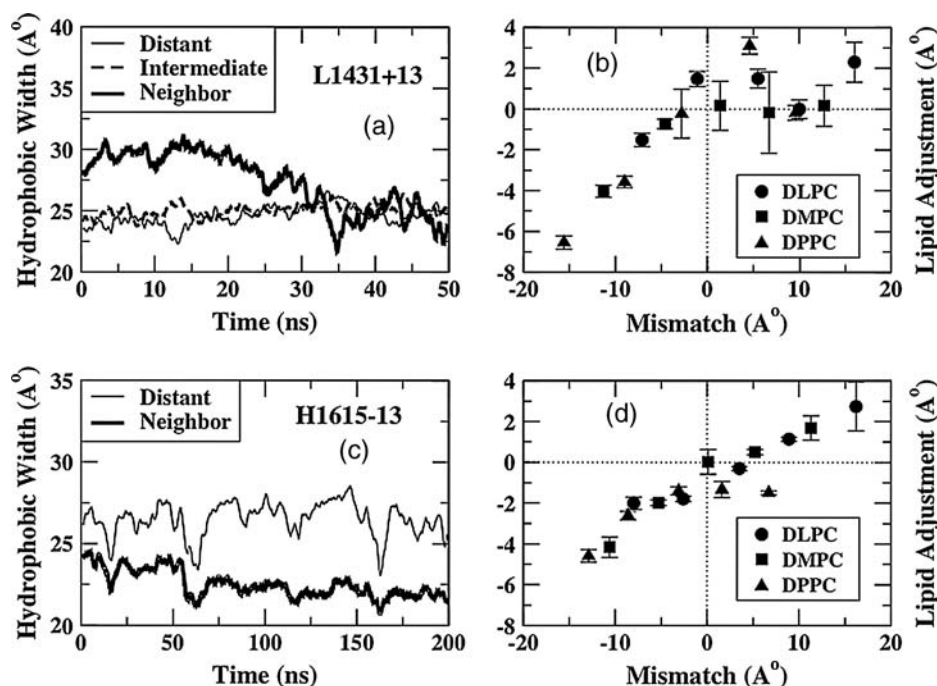 40
35
30
25
20
Hydrophobic Width (A°)
Distant
Intermediate
Neighbor
L1431+13
(a)
0 10 20 30 40 50
Time (ns)
(b)
DLPC
DMPC
DPPC
4
2
0
-2
-4
-6
-8
Lipid Adjustment (A°)
-20 -10 0 10 20
Mismatch (A°)
35
30
25
20
Hydrophobic Width (A°)
Distant
Neighbor
H1615-13
(c)
0 50 100 150 200
Time (ns)
(d)
DLPC
DMPC
DPPC
4
2
0
-2
-4
-6
-8
Lipid Adjustment (A°)
-20 -10 0 10 20
Mismatch (A°)